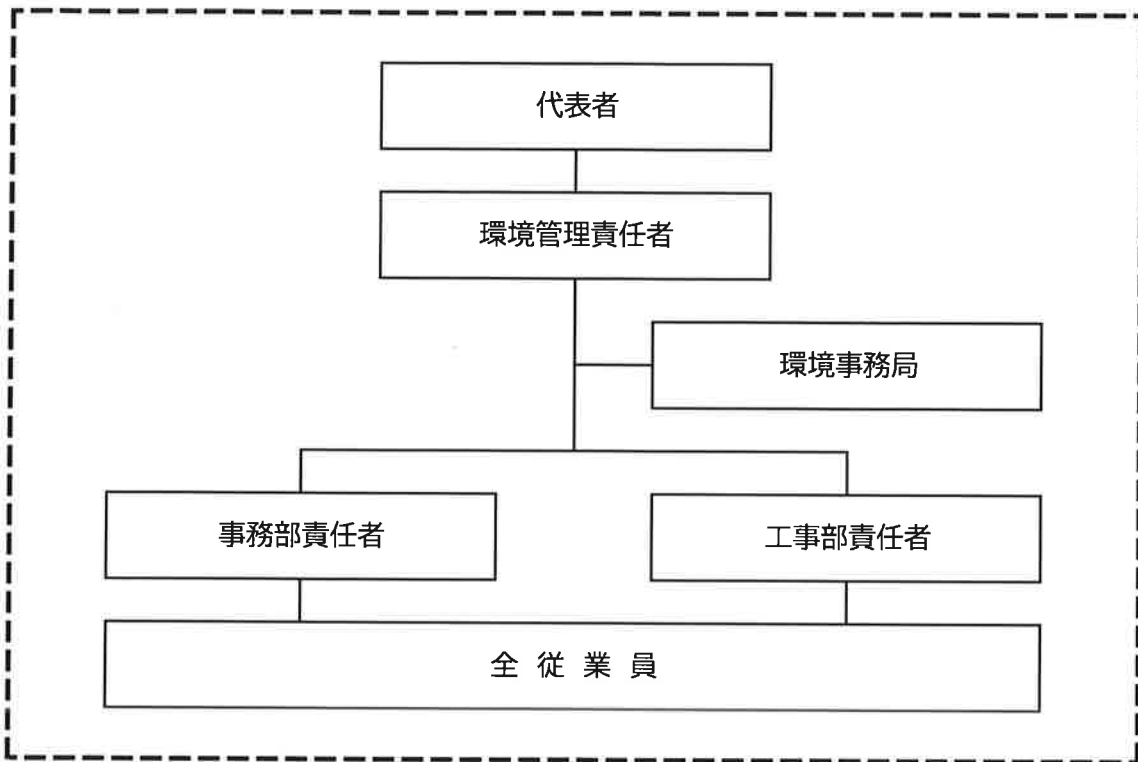 代表者
環境管理責任者
環境事務局
事務部責任者
工事部責任者
全従業員